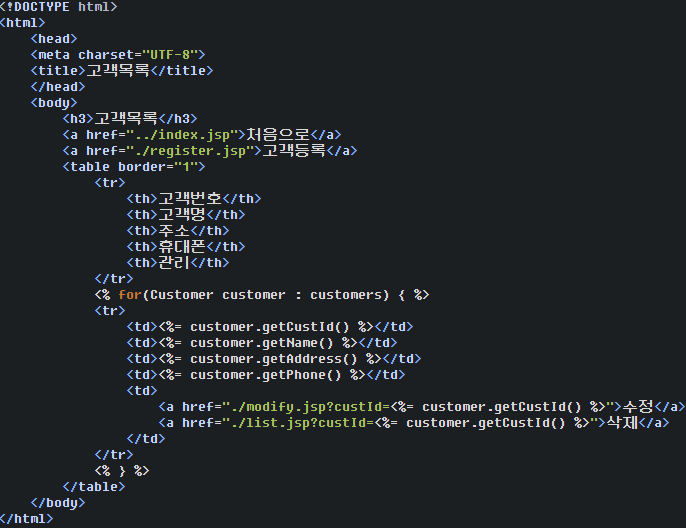 <!DOCTYPE html>
<html>
    <head>
    <meta charset="UTF-8">
    <title>고객목록</title>
    </head>
    <body>
        <h3>고객목록</h3>
        <a href="../index.jsp">처음으로</a>
        <a href="./register.jsp">고객등록</a>
        <table border="1">
            <tr>
                <th>고객번호</th>
                <th>고객명</th>
                <th>주소</th>
                <th>휴대폰</th>
                <th>관리</th>
            </tr>
            <% for(Customer customer : customers) { %>
            <tr>
                <td><%= customer.getCustId() %></td>
                <td><%= customer.getName() %></td>
                <td><%= customer.getAddress() %></td>
                <td><%= customer.getPhone() %></td>
                <td>
                    <a href="./modify.jsp?custId=<%= customer.getCustId() %>">수정</a>
                    <a href="./list.jsp?custId=<%= customer.getCustId() %>">삭제</a>
                </td>
            </tr>
            <% } %>
        </table>
    </body>
</html>